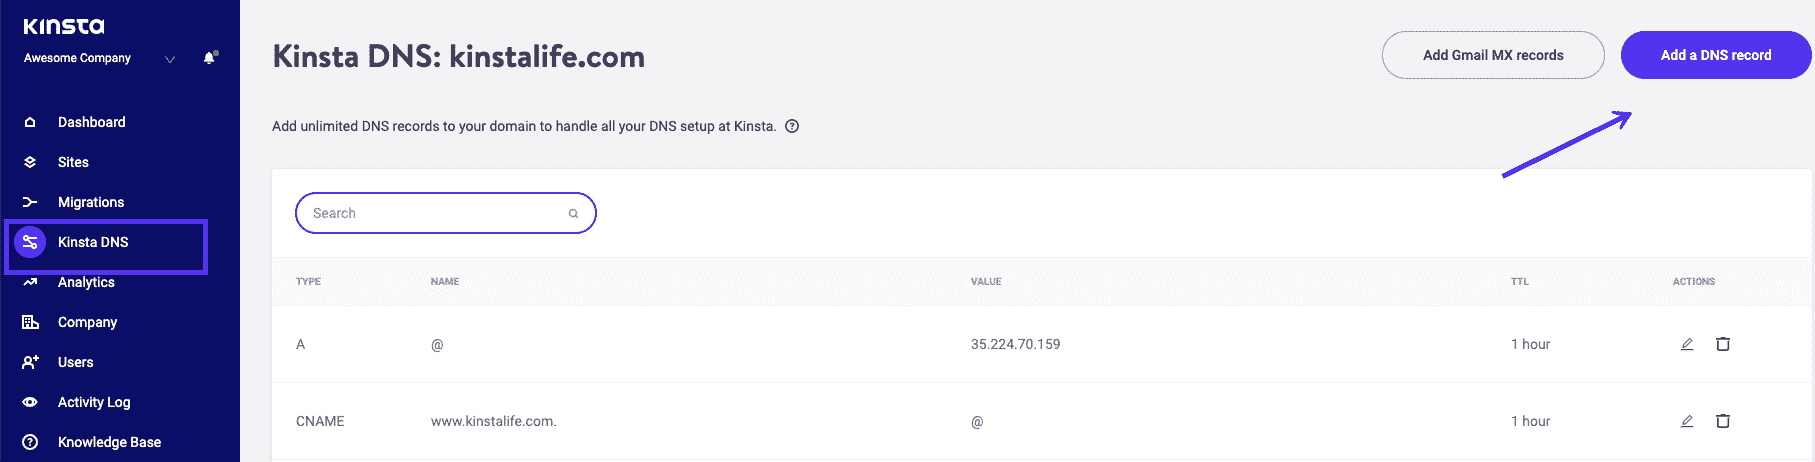 Kinsta
Awesome Company
Dashboard
Sites
Migrations
Kinsta DNS
Analytics
Company
Users
Activity Log
Knowledge Base
Kinsta DNS: kinstalife.com
Add Gmail MX records
Add a DNS record
Add unlimited DNS records to your domain to handle all your DNS setup at Kinsta. ?
Search
TYPE NAME VALUE TTL ACTIONS
A @ 35.224.70.159 1 hour
CNAME www.kinstalife.com. @ 1 hour